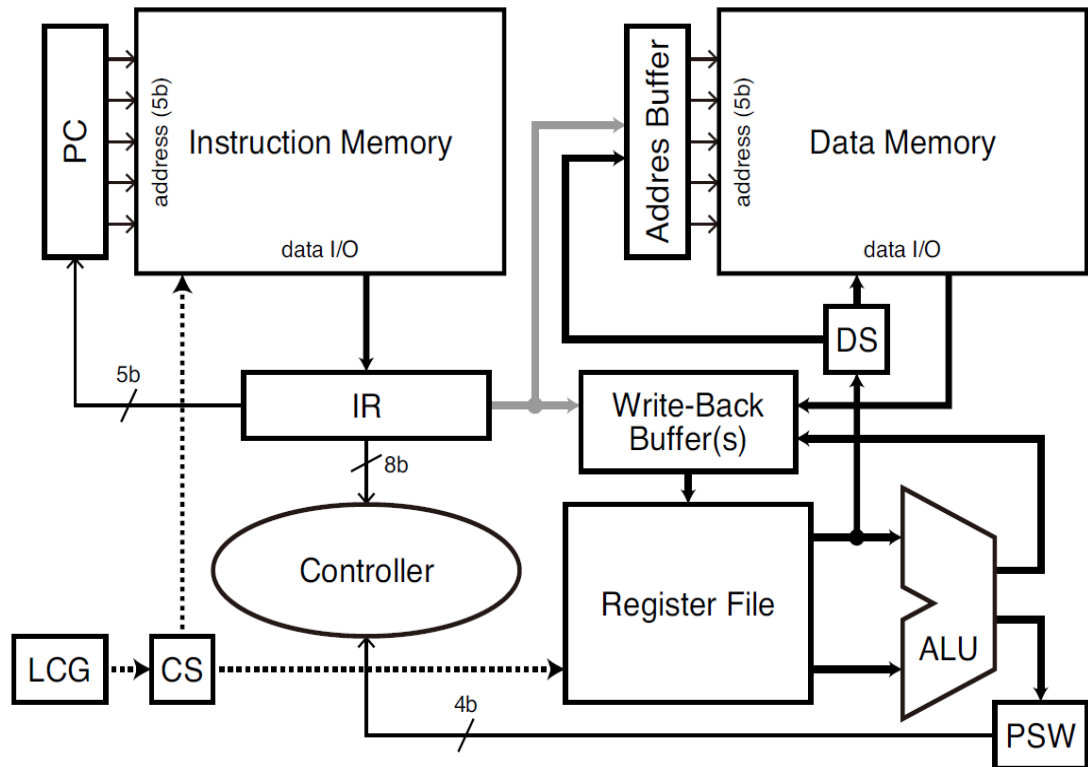 PC
address (5b)
Instruction Memory
data I/O
Addres Buffer
address (5b)
Data Memory
data I/O
DS
5b
IR
Write-Back
Buffer(s)
8b
Controller
Register File
ALU
LCG
CS
4b
PSW